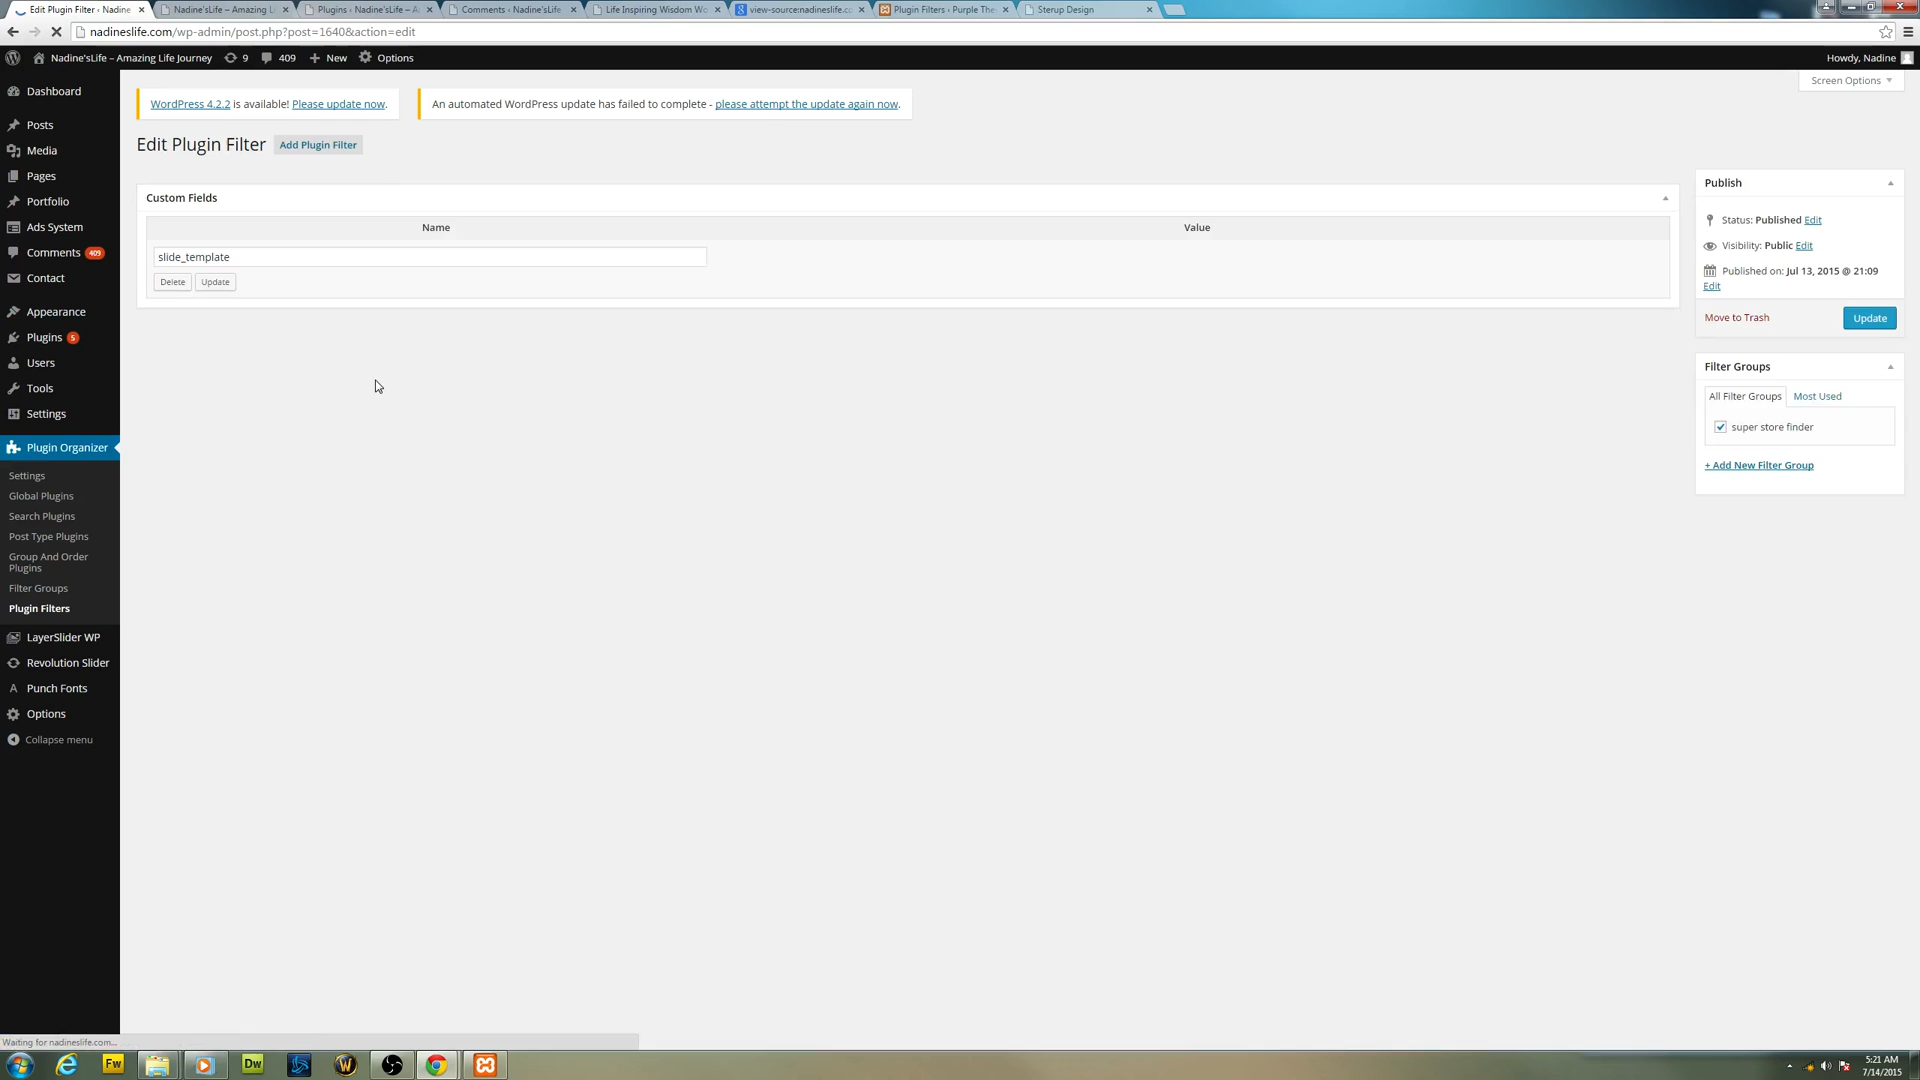 Edit Plugin Filter ‹ Nadine
Nadine'sLife – Amazing L
Plugins ‹ Nadine'sLife – A
Comments ‹ Nadine'sLife
Life Inspiring Wisdom Wo
view-source:nadineslife.co
Plugin Filters ‹ Purple The
Sterup Design
nadineslife.com/wp-admin/post.php?post=1640&action=edit
Nadine'sLife – Amazing Life Journey
9
409
New
Options
Howdy, Nadine
Screen Options
WordPress 4.2.2 is available! Please update now.
An automated WordPress update has failed to complete - please attempt the update again now.
Edit Plugin Filter
Add Plugin Filter
Dashboard
Posts
Media
Pages
Portfolio
Ads System
Comments 409
Contact
Appearance
Plugins 5
Users
Tools
Settings
Plugin Organizer
Settings
Global Plugins
Search Plugins
Post Type Plugins
Group And Order
Plugins
Filter Groups
Plugin Filters
LayerSlider WP
Revolution Slider
Punch Fonts
Options
Collapse menu
Custom Fields
Name
Value
slide_template
Delete
Update
Publish
Status: Published Edit
Visibility: Public Edit
Published on: Jul 13, 2015 @ 21:09
Edit
Move to Trash
Update
Filter Groups
All Filter Groups
Most Used
super store finder
+ Add New Filter Group
Waiting for nadineslife.com...
Fw
Dw
W
5:21 AM
7/14/2015